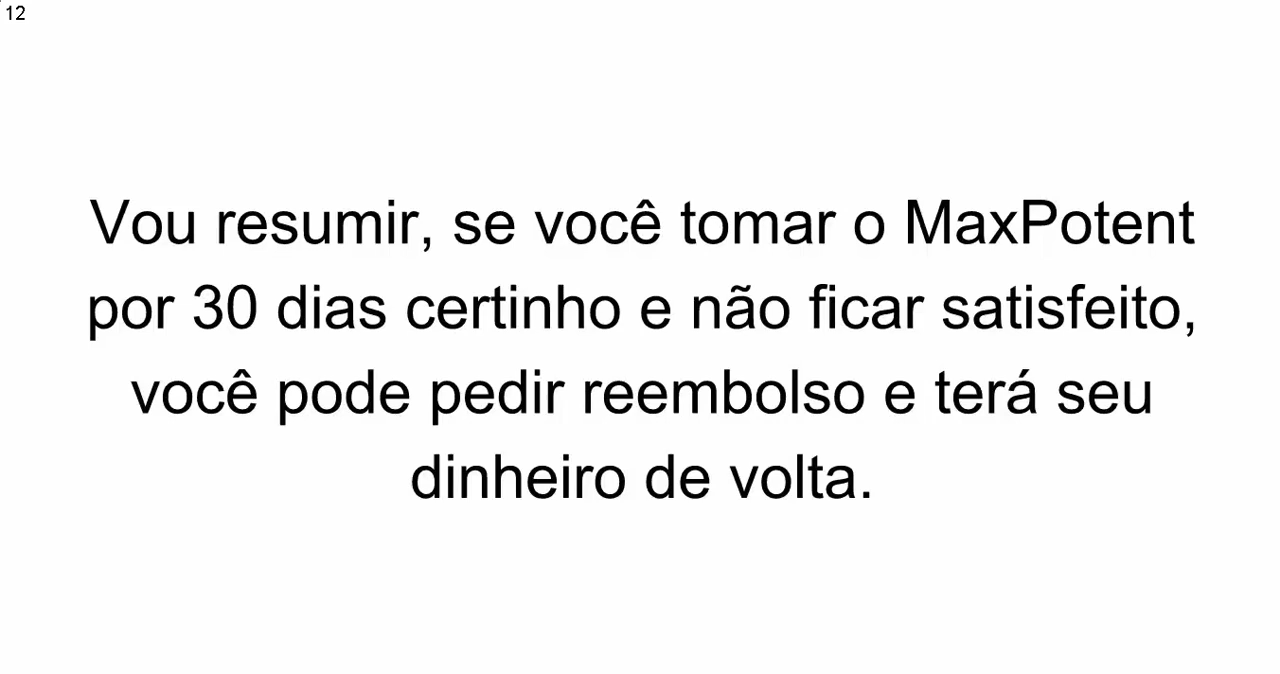 12
Vou resumir, se você tomar o MaxPotent
por 30 dias certinho e não ficar satisfeito,
você pode pedir reembolso e terá seu
dinheiro de volta.